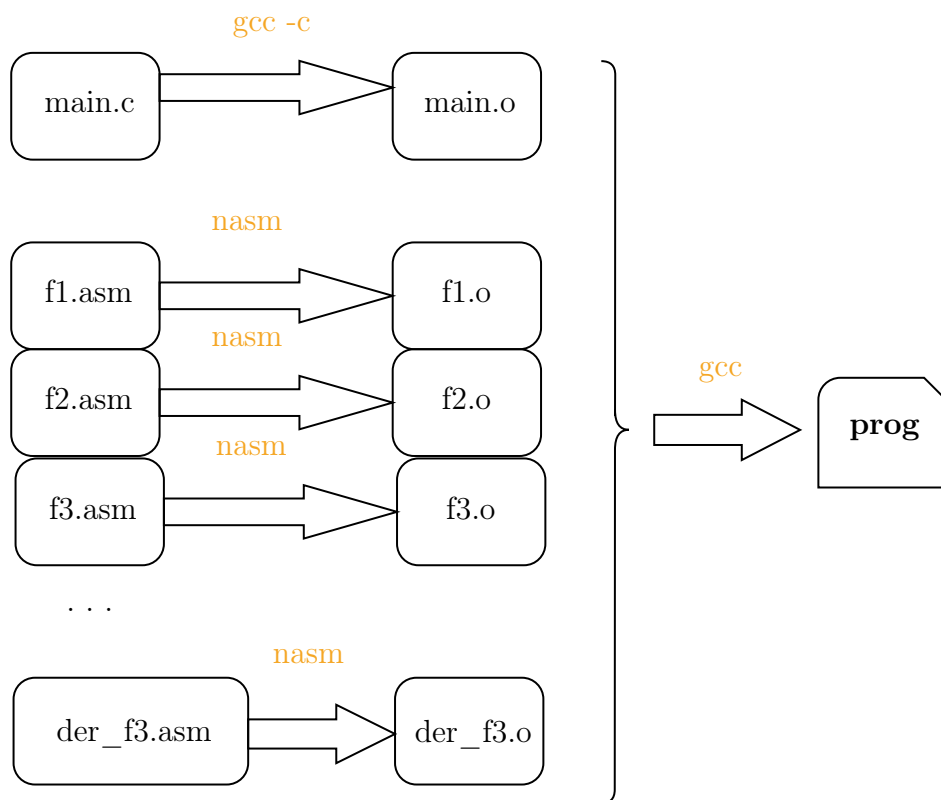 gcc -c
main.c
main.o
nasm
f1.asm
f1.o
nasm
gcc
f2.asm
f2.o
prog
nasm
f3.asm
f3.o
. . .
nasm
der_f3.asm
der_f3.o